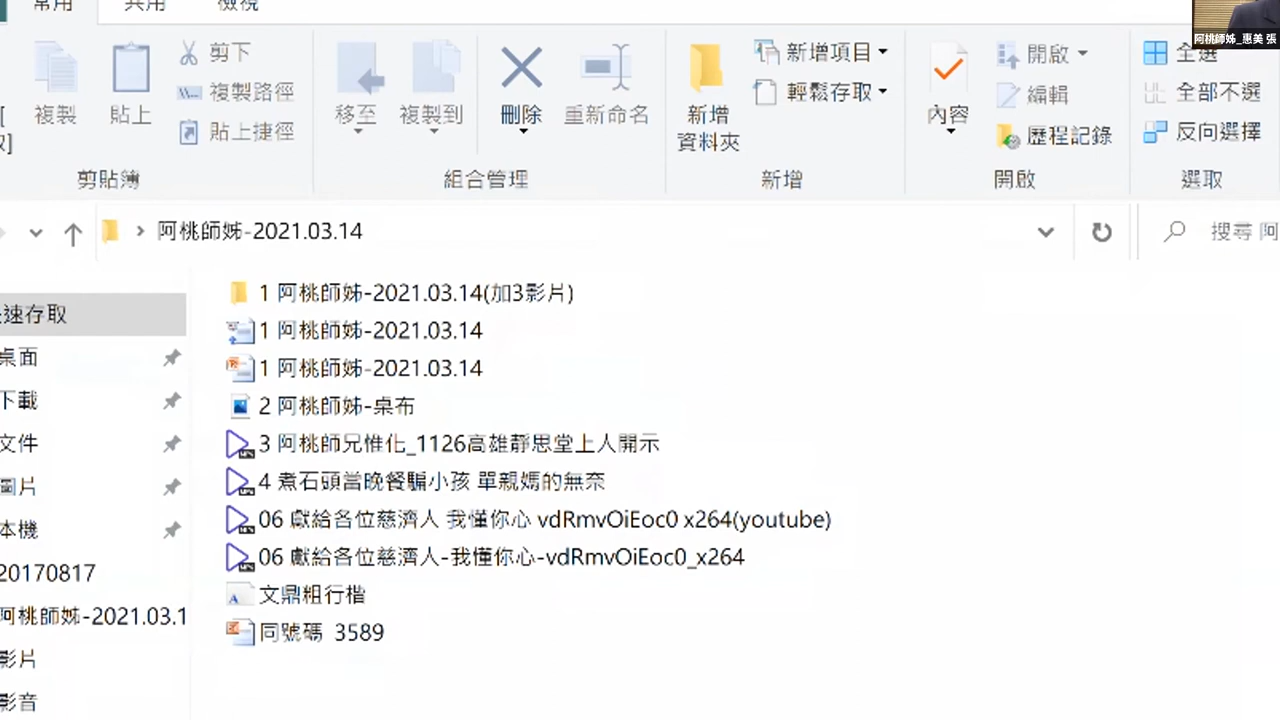 常用 共用 檢視
阿桃師姊_惠美 張
複製
貼上
剪下
複製路徑
貼上捷徑
剪貼簿
移至
複製到
刪除
重新命名
組合管理
新增
資料夾
新增項目
輕鬆存取
新增
內容
開啟
編輯
歷程記錄
開啟
全選
全部不選
反向選擇
選取
阿桃師姊-2021.03.14
搜尋 阿
速存取
桌面
下載
文件
圖片
本機
20170817
阿桃師姊-2021.03.1
影片
影音
1 阿桃師姊-2021.03.14(加3影片)
1 阿桃師姊-2021.03.14
1 阿桃師姊-2021.03.14
2 阿桃師姊-桌布
3 阿桃師兄惟化_1126高雄靜思堂上人開示
4 煮石頭當晚餐騙小孩 單親媽的無奈
06 獻給各位慈濟人 我懂你心 vdRmvOiEoc0 x264(youtube)
06 獻給各位慈濟人-我懂你心-vdRmvOiEoc0_x264
文鼎粗行楷
同號碼 3589